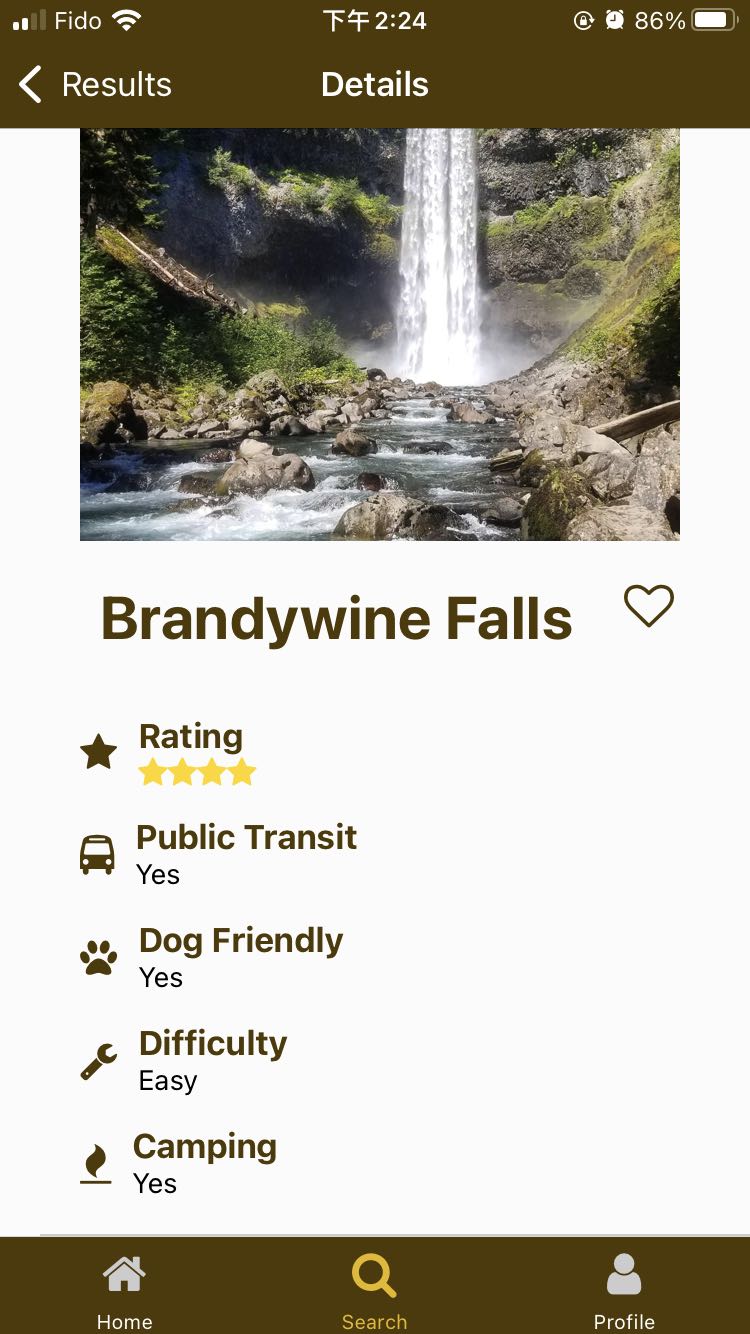 Fido 下午2:24 86%
Results Details
Brandywine Falls
Rating
Public Transit
Yes
Dog Friendly
Yes
Difficulty
Easy
Camping
Yes
Home Search Profile